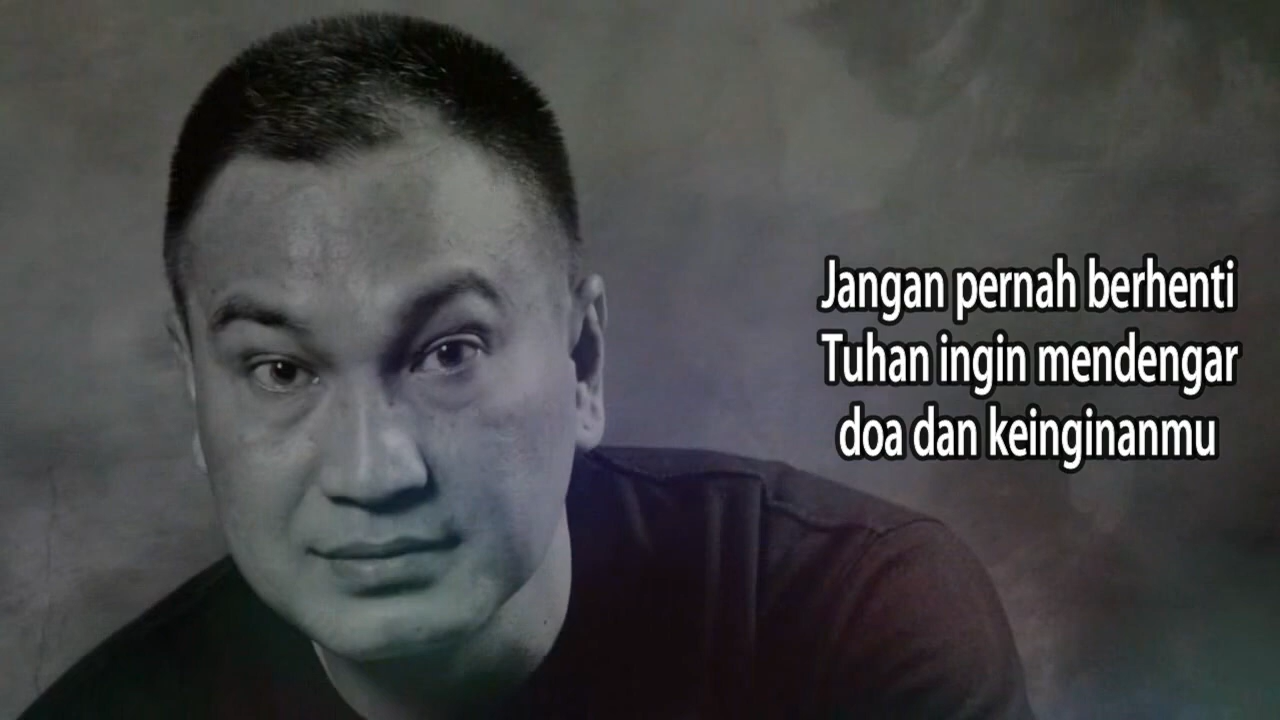 Jangan pernah berhenti
Tuhan ingin mendengar
doa dan keinginanmu